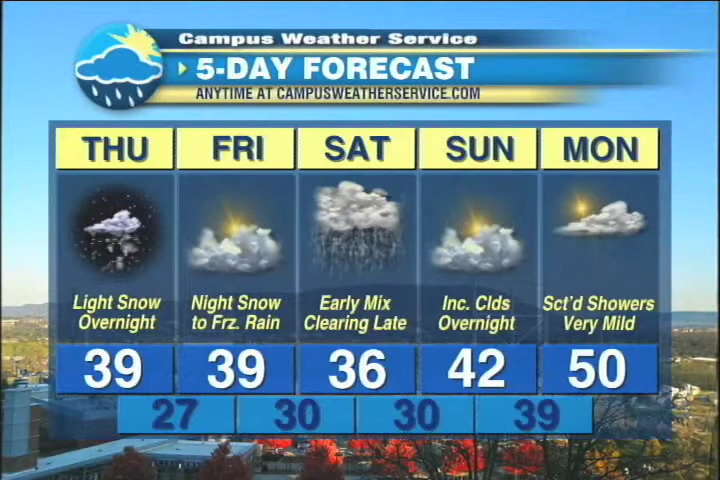 Campus Weather Service
5-DAY FORECAST
ANYTIME AT CAMPUSWEATHERSERVICE.COM
THU
FRI
SAT
SUN
MON
Light Snow
Overnight
Night Snow
to Frz. Rain
Early Mix
Clearing Late
Inc. Clds
Overnight
Sct'd Showers
Very Mild
39
39
36
42
50
27
30
30
39